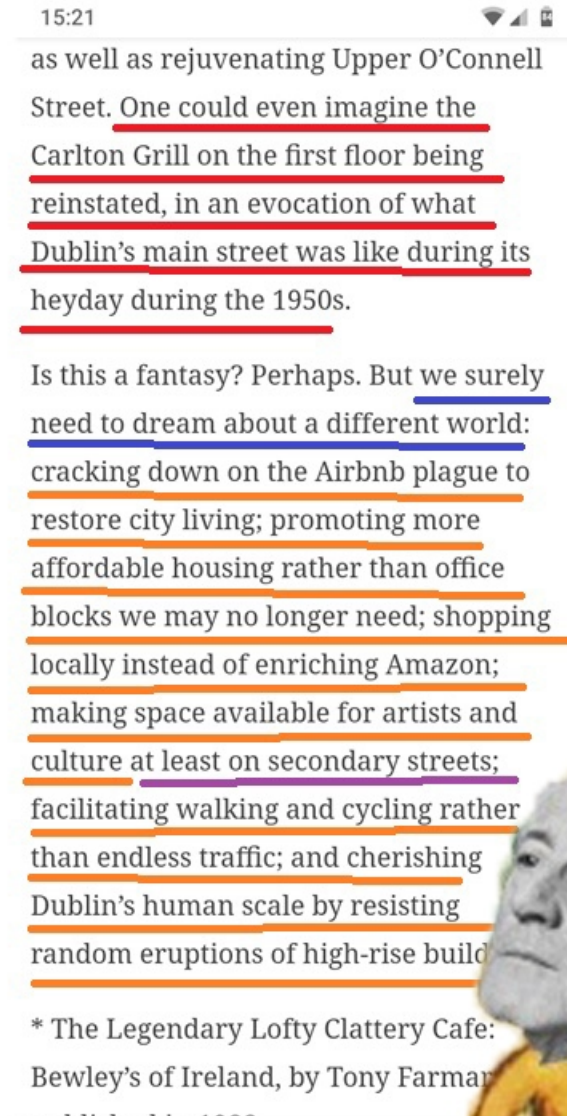 15:21
84
as well as rejuvenating Upper O’Connell
Street. One could even imagine the
Carlton Grill on the first floor being
reinstated, in an evocation of what
Dublin’s main street was like during its
heyday during the 1950s.
Is this a fantasy? Perhaps. But we surely
need to dream about a different world:
cracking down on the Airbnb plague to
restore city living; promoting more
affordable housing rather than office
blocks we may no longer need; shopping
locally instead of enriching Amazon;
making space available for artists and
culture at least on secondary streets;
facilitating walking and cycling rather
than endless traffic; and cherishing
Dublin’s human scale by resisting
random eruptions of high-rise build
* The Legendary Lofty Clattery Cafe:
Bewley’s of Ireland, by Tony Farmar